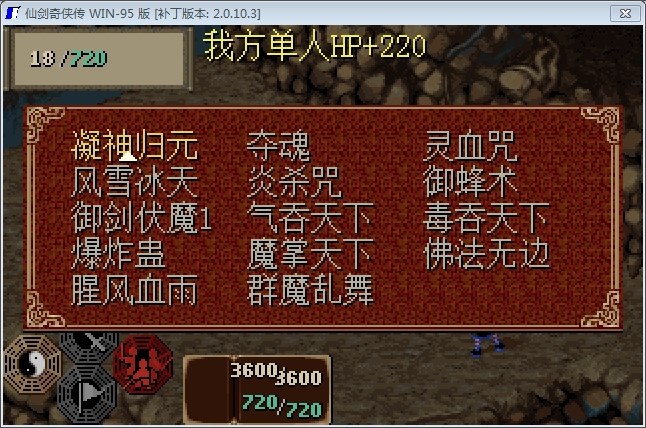 仙剑奇侠传 WIN-95 版 [补丁版本: 2.0.10.3]
18/720
我方单人HP+220
凝神归元 夺魂 灵血咒
风雪冰天 炎杀咒 御蜂术
御剑伏魔1 气吞天下 毒吞天下
爆炸蛊 魔掌天下 佛法无边
腥风血雨 群魔乱舞
3600/3600
720/720